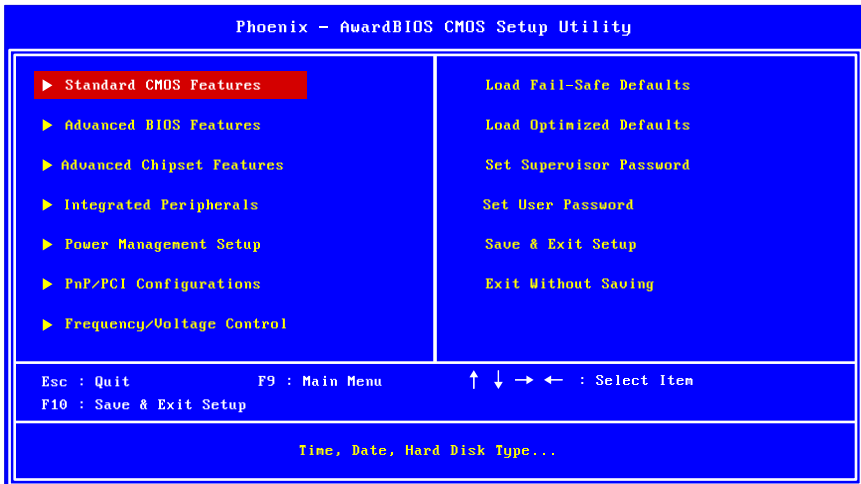 Phoenix - AwardBIOS CMOS Setup Utility
▶ Standard CMOS Features
▶ Advanced BIOS Features
▶ Advanced Chipset Features
▶ Integrated Peripherals
▶ Power Management Setup
▶ PnP/PCI Configurations
▶ Frequency/Voltage Control
Load Fail-Safe Defaults
Load Optimized Defaults
Set Supervisor Password
Set User Password
Save & Exit Setup
Exit Without Saving
Esc : Quit F9 : Main Menu ↑ ↓ → ← : Select Item
F10 : Save & Exit Setup
Time, Date, Hard Disk Type...